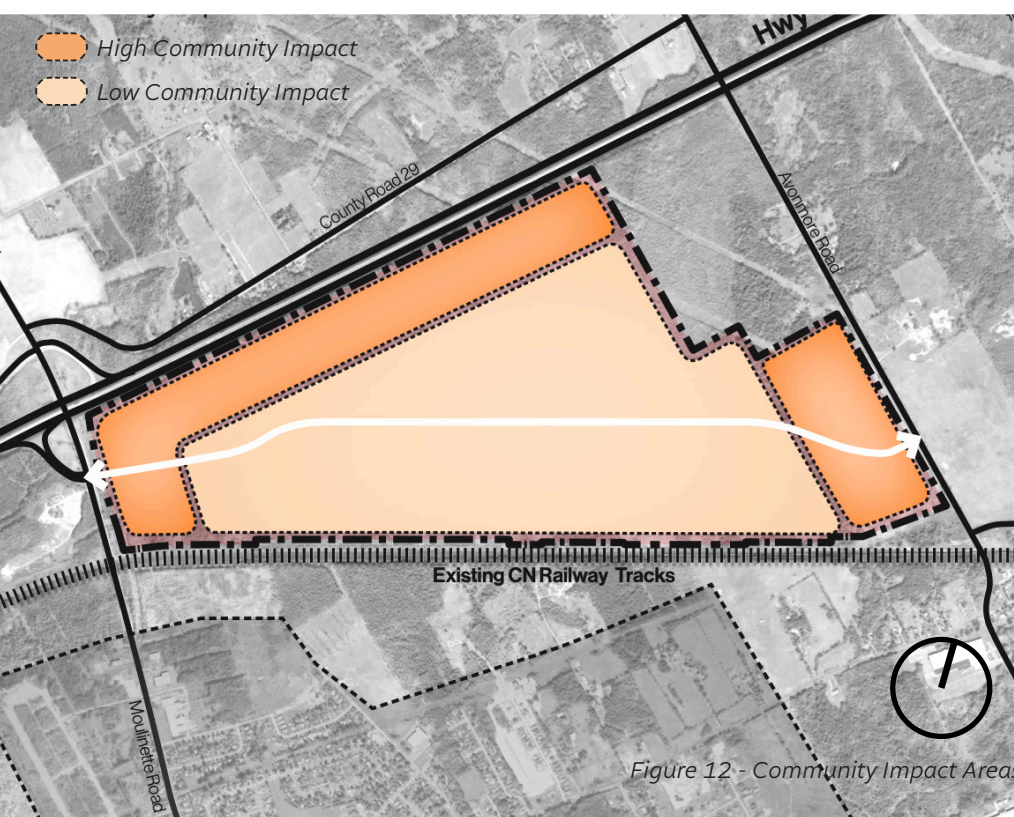 High Community Impact
Low Community Impact
Hwy
County Road 29
Avonmore Road
Existing CN Railway Tracks
Moulinette Road
Figure 12 - Community Impact Areas